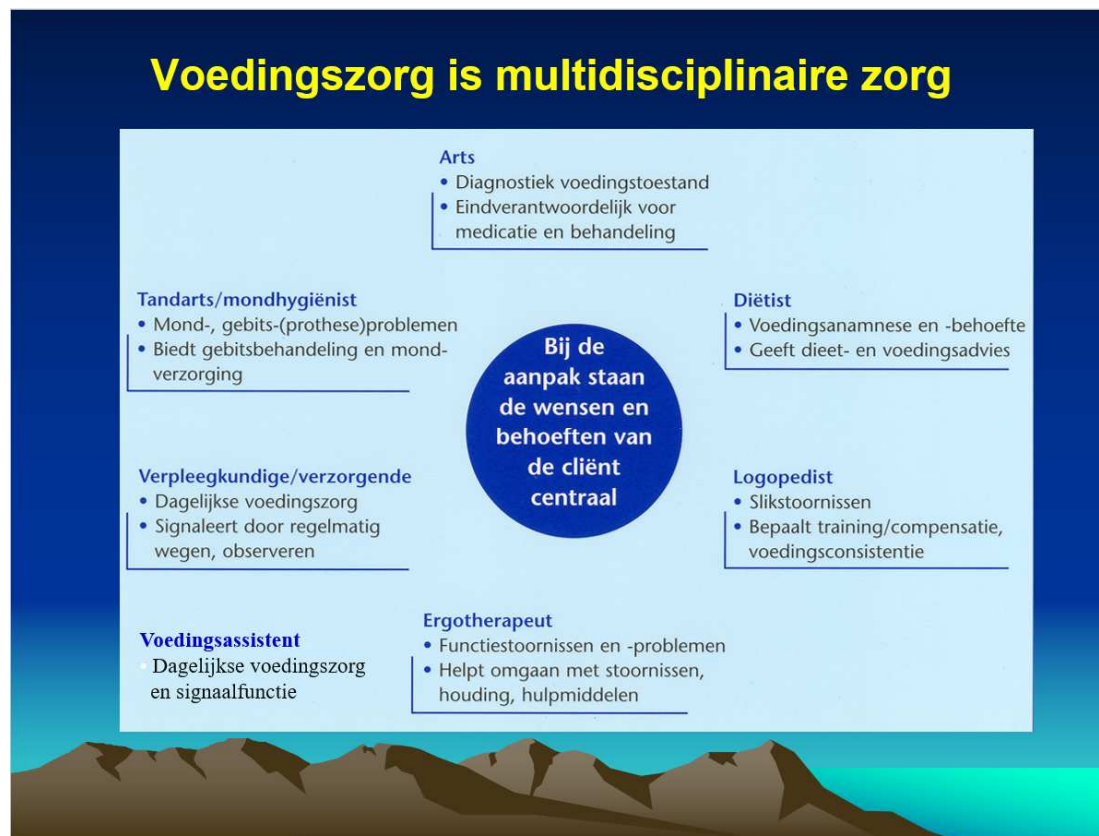 Voedingszorg is multidisciplinaire zorg
Arts
• Diagnostiek voedingstoestand
• Eindverantwoordelijk voor
medicatie en behandeling
Tandarts/mondhygiënist
• Mond-, gebits-(prothese)problemen
• Biedt gebitsbehandeling en mond-
verzorging
Diëtist
• Voedingsanamnese en -behoefte
• Geeft dieet- en voedingsadvies
Bij de
aanpak staan
de wensen en
behoeften van
de cliënt
centraal
Verpleegkundige/verzorgende
• Dagelijkse voedingszorg
• Signaleert door regelmatig
wegen, observeren
Logopedist
• Slikstoornissen
• Bepaalt training/compensatie,
voedingsconsistentie
Voedingsassistent
• Dagelijkse voedingszorg
en signaalfunctie
Ergotherapeut
• Functiestoornissen en -problemen
• Helpt omgaan met stoornissen,
houding, hulpmiddelen